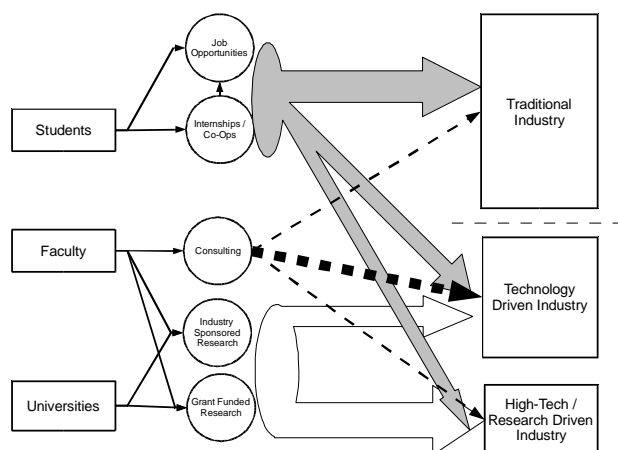 Job
Opportunities
Internships /
Co-Ops
Students
Traditional
Industry
Faculty
Consulting
Technology
Driven Industry
Industry
Sponsored
Research
Universities
Grant Funded
Research
High-Tech /
Research Driven
Industry